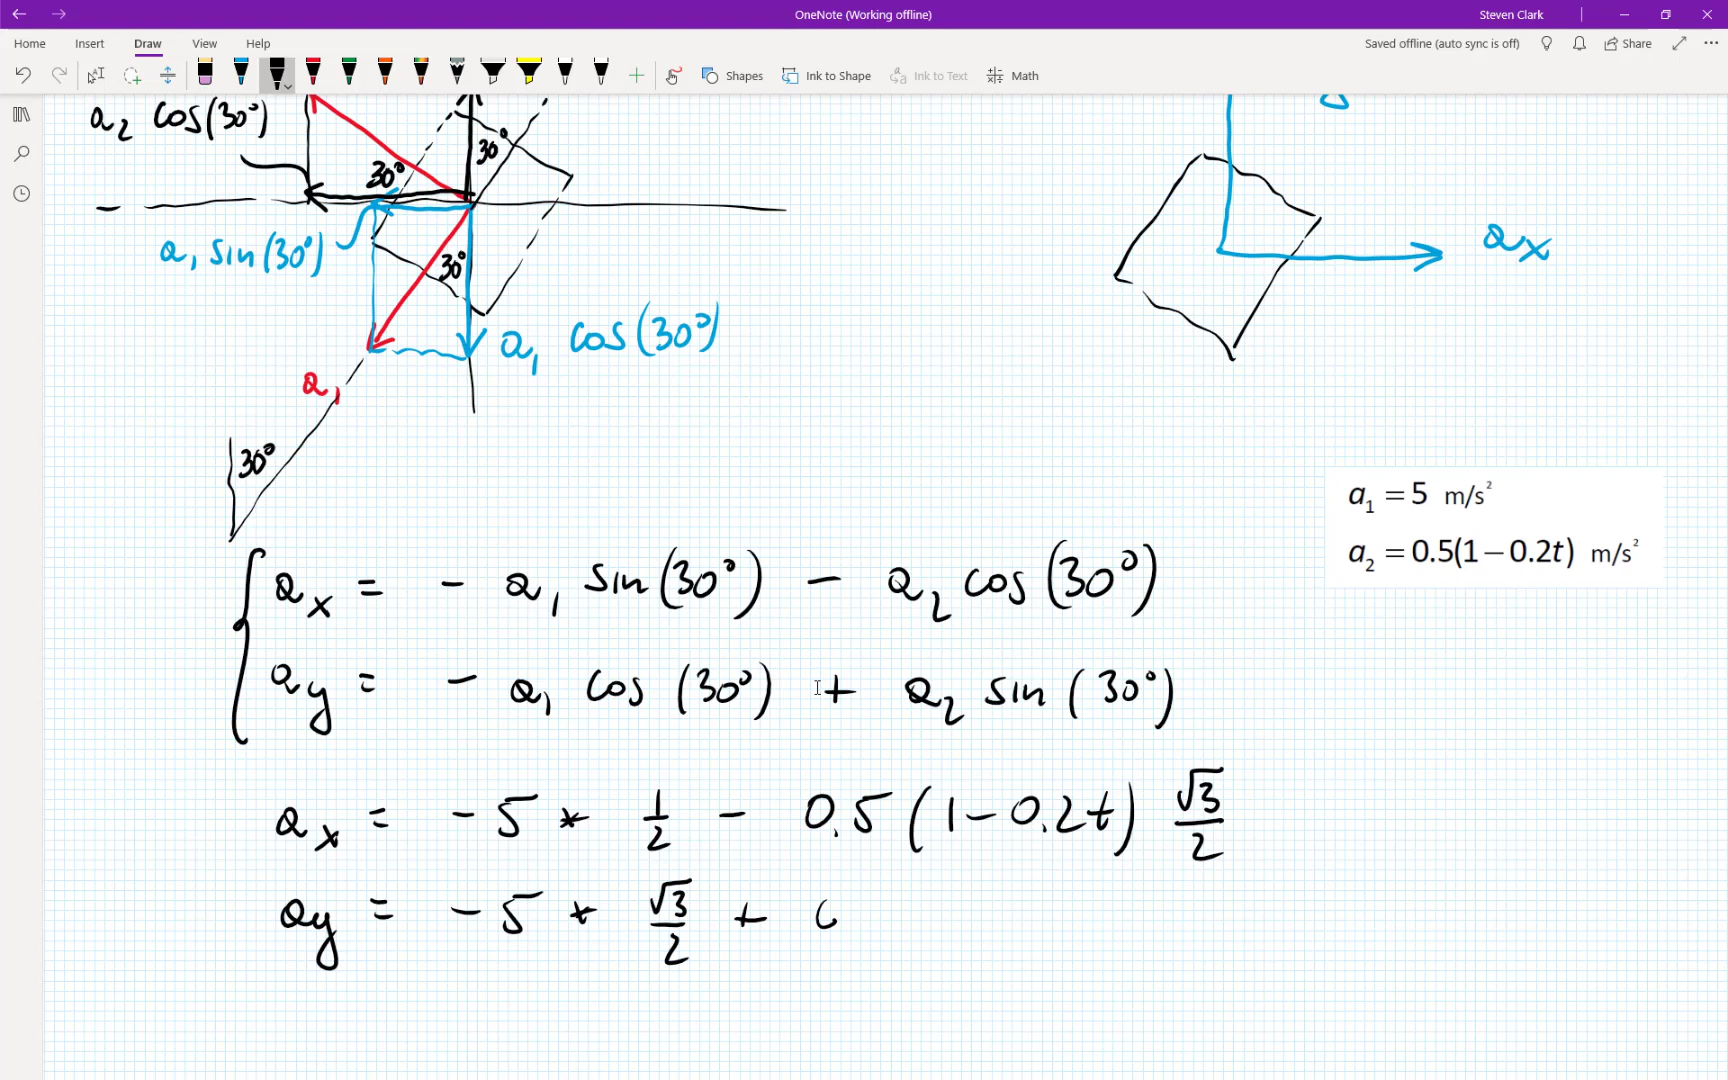 OneNote (Working offline)
Steven Clark
Home Insert Draw View Help
Saved offline (auto sync is off)
Share
Shapes
Ink to Shape
Ink to Text
Math
a₂ cos(30°)
30°
30°
a₁ sin(30°)
30°
a₁ cos(30°)
a₁
30°
aₓ
a₁ = 5 m/s²
a₂ = 0.5(1 − 0.2t) m/s²
aₓ = - a₁ sin(30°) - a₂ cos(30°)
a_y = - a₁ cos(30°) + a₂ sin(30°)
aₓ = - 5 * 1/2 - 0.5 (1 - 0.2t) √3/2
a_y = - 5 * √3/2 +